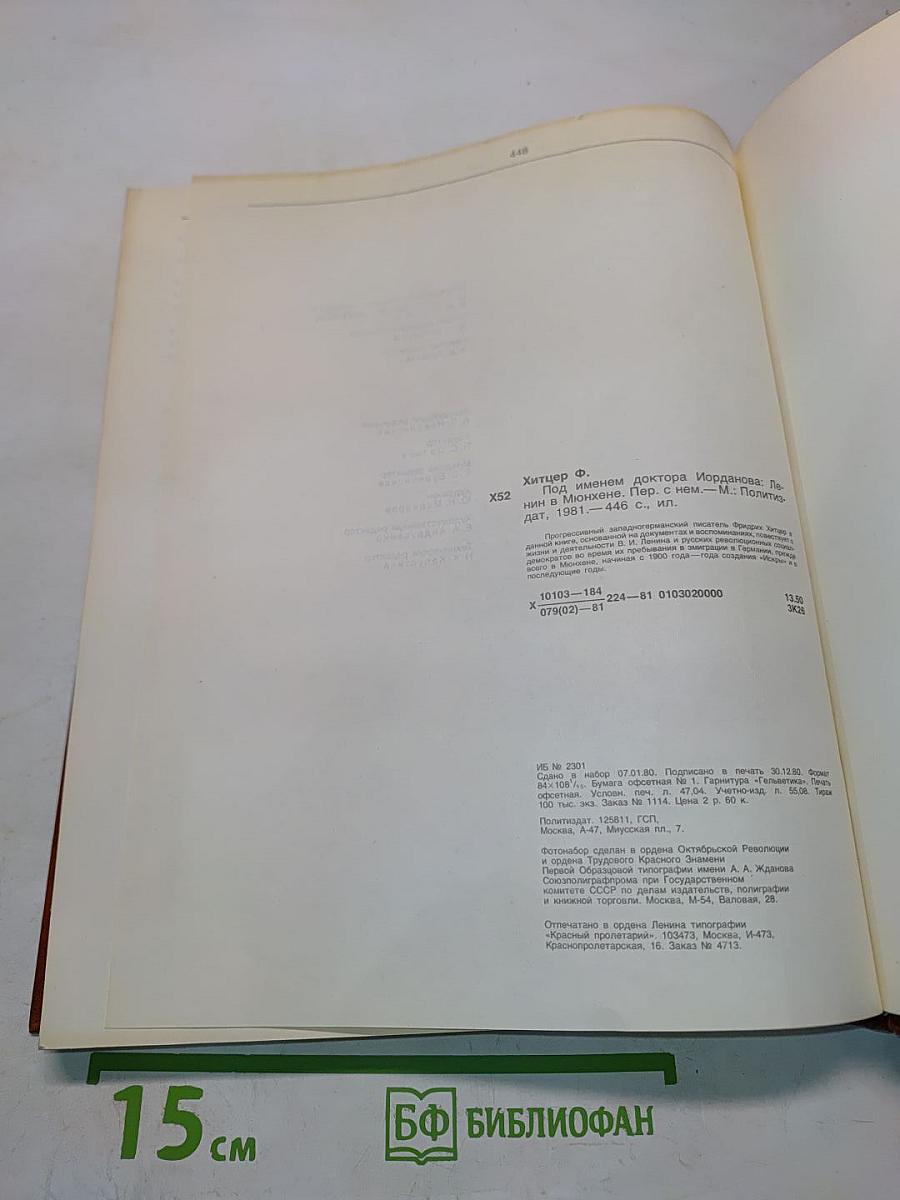 448
Хитцер Ф.
Х52
Под именем доктора Иорданова: Ле-
нин в Мюнхене. Пер. с нем.— М.: Политиз-
дат, 1981.— 446 с., ил.
Прогрессивный западногерманский писатель Фридрих Хитцер в
данной книге, основанной на документах и воспоминаниях, повествует о
жизни и деятельности В. И. Ленина и русских революционных социал-
демократов во время их пребывания в эмиграции в Германии, прежде
всего в Мюнхене, начиная с 1900 года — года создания «Искры» и в
последующие годы.
Х 10103—184 224—81 0103020000 13.50
079(02)—81 3К26
ИБ № 2301
Сдано в набор 07.01.80. Подписано в печать 30.12.80. Формат
84×108¹/₁₆. Бумага офсетная № 1. Гарнитура «Гельветика». Печать
офсетная. Условн. печ. л. 47,04. Учетно-изд. л. 55,08. Тираж
100 тыс. экз. Заказ № 1114. Цена 2 р. 60 к.
Политиздат. 125811, ГСП,
Москва, А-47, Миусская пл., 7.
Фотонабор сделан в ордена Октябрьской Революции
и ордена Трудового Красного Знамени
Первой Образцовой типографии имени А. А. Жданова
Союзполиграфпрома при Государственном
комитете СССР по делам издательств, полиграфии
и книжной торговли. Москва, М-54, Валовая, 28.
Отпечатано в ордена Ленина типографии
«Красный пролетарий». 103473, Москва, И-473,
Краснопролетарская, 16. Заказ № 4713.
15 см
БФ БИБЛИОФАН